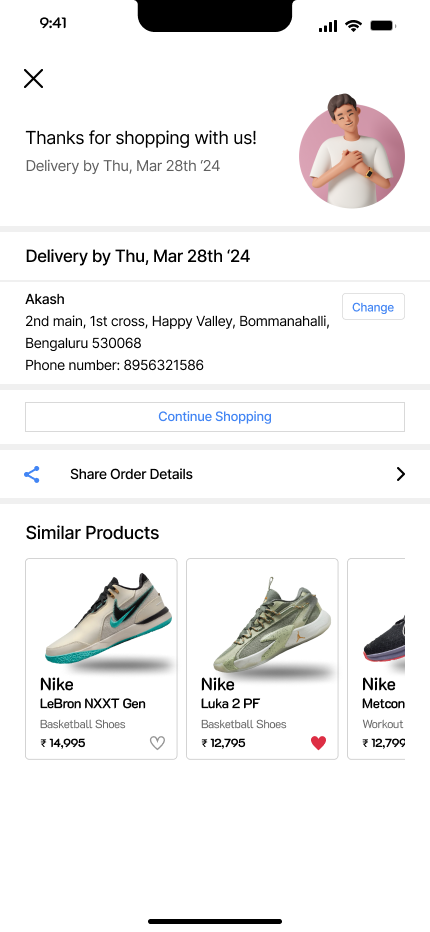 9:41
Thanks for shopping with us!
Delivery by Thu, Mar 28th ‘24
Delivery by Thu, Mar 28th ‘24
Akash
2nd main, 1st cross, Happy Valley, Bommanahalli,
Bengaluru 530068
Phone number: 8956321586
Change
Continue Shopping
Share Order Details
Similar Products
Nike
LeBron NXXT Gen
Basketball Shoes
₹ 14,995
Nike
Luka 2 PF
Basketball Shoes
₹ 12,795
Nike
Metcon
Workout
₹ 12,799